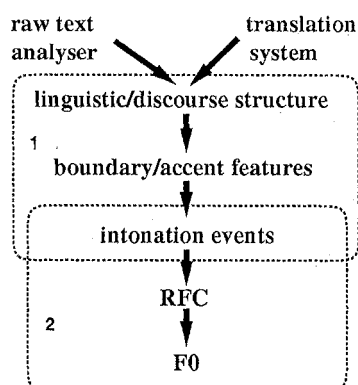 raw text translation
analyser system
linguistic/discourse structure
1
boundary/accent features
intonation events
RFC
2
F0